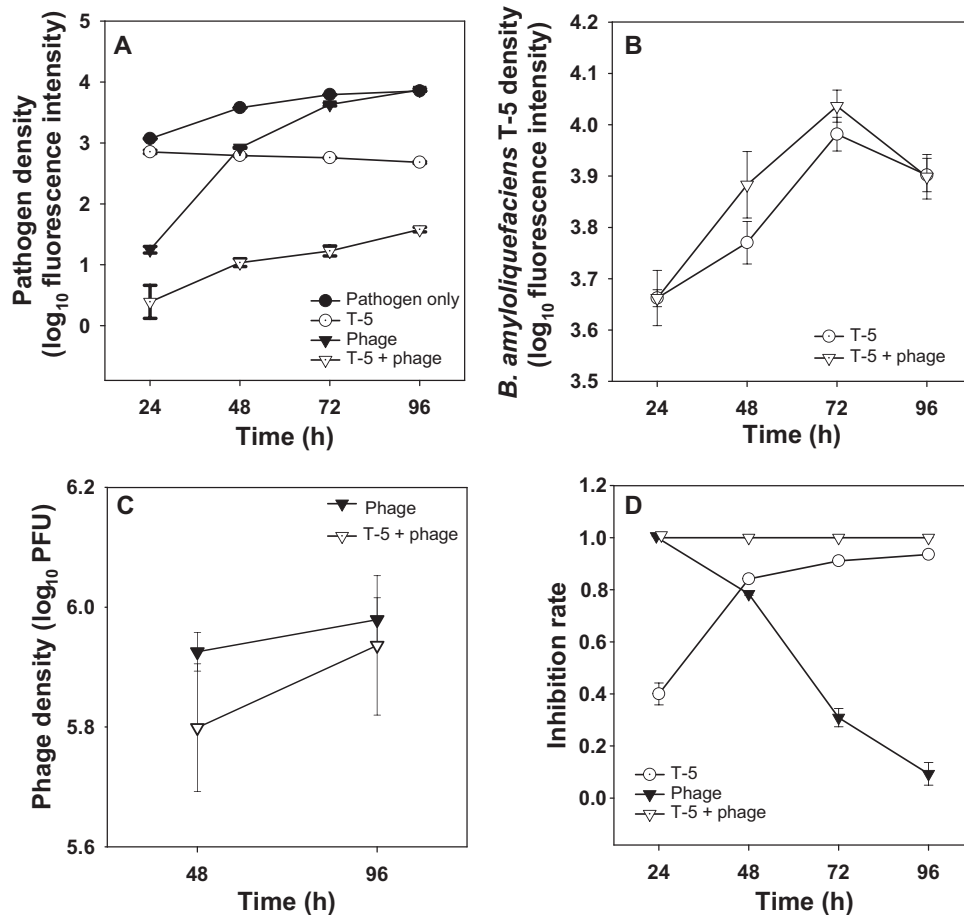 A
Pathogen density
(log10 fluorescence intensity)
5
4
3
2
1
0
Pathogen only
T-5
Phage
T-5 + phage
24 48 72 96
Time (h)
B
B. amyloliquefaciens T-5 density
(log10 fluorescence intensity)
4.2
4.1
4.0
3.9
3.8
3.7
3.6
3.5
T-5
T-5 + phage
24 48 72 96
Time (h)
C
Phage density (log10 PFU)
6.2
6.0
5.8
5.6
Phage
T-5 + phage
48 96
Time (h)
D
Inhibition rate
1.2
1.0
0.8
0.6
0.4
0.2
0.0
T-5
Phage
T-5 + phage
24 48 72 96
Time (h)